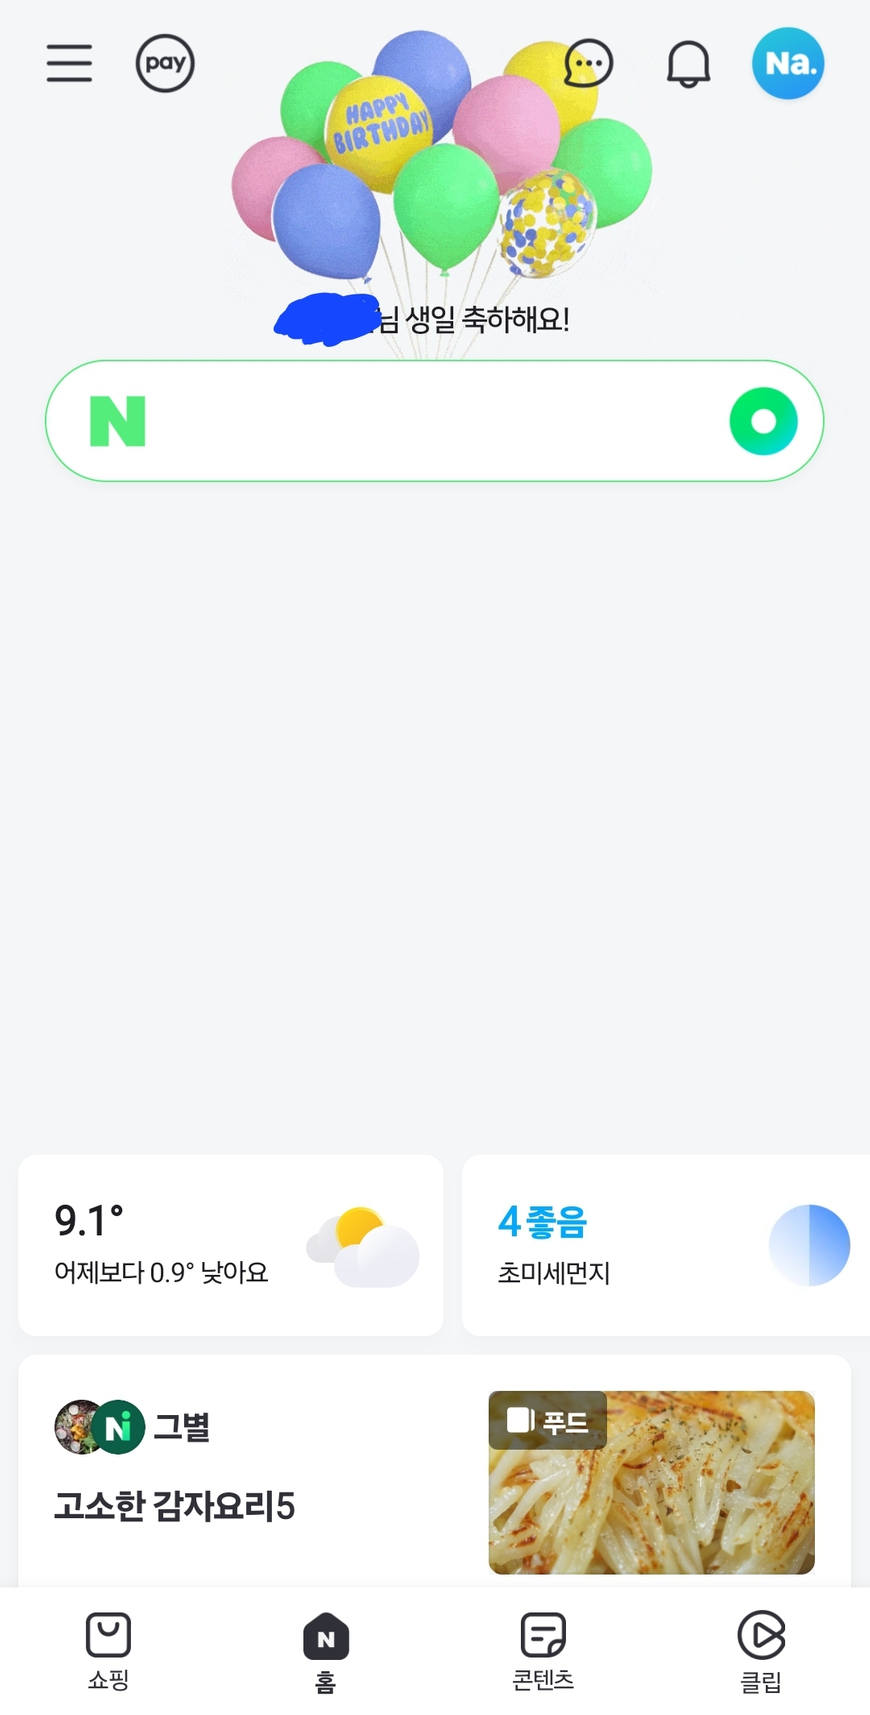 pay
Na.
HAPPY
BIRTHDAY
님 생일 축하해요!
N
9.1°
어제보다 0.9° 낮아요
4 좋음
초미세먼지
Ni 그별
푸드
고소한 감자요리5
쇼핑
N
홈
콘텐츠
클립